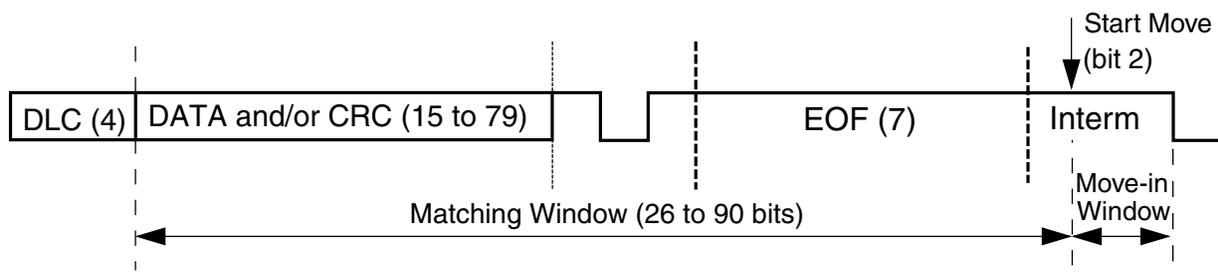 Start Move
(bit 2)
DLC (4)
DATA and/or CRC (15 to 79)
EOF (7)
Interm
Matching Window (26 to 90 bits)
Move-in
Window